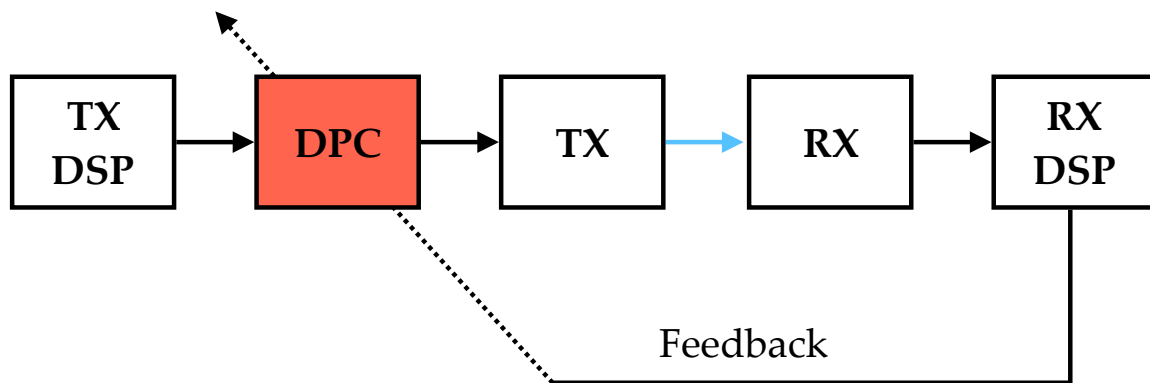 TX
DSP
DPC
TX
RX
RX
DSP
Feedback